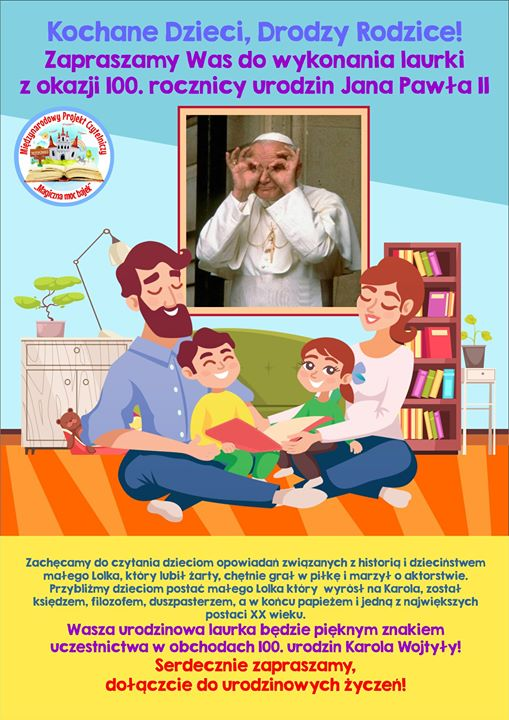 Kochane Dzieci, Drodzy Rodzice!
Zapraszamy Was do wykonania laurki
z okazji 100. rocznicy urodzin Jana Pawła II
Międzynarodowy Projekt Czytelniczy
"Magiczna moc bajek"
Zachęcamy do czytania dzieciom opowiadań związanych z historią i dzieciństwem
małego Lolka, który lubił żarty, chętnie grał w piłkę i marzył o aktorstwie.
Przybliżmy dzieciom postać małego Lolka który wyrósł na Karola, został
księdzem, filozofem, duszpasterzem, a w końcu papieżem i jedną z największych
postaci XX wieku.
Wasza urodzinowa laurka będzie pięknym znakiem
uczestnictwa w obchodach 100. urodzin Karola Wojtyły!
Serdecznie zapraszamy,
dołączcie do urodzinowych życzeń!